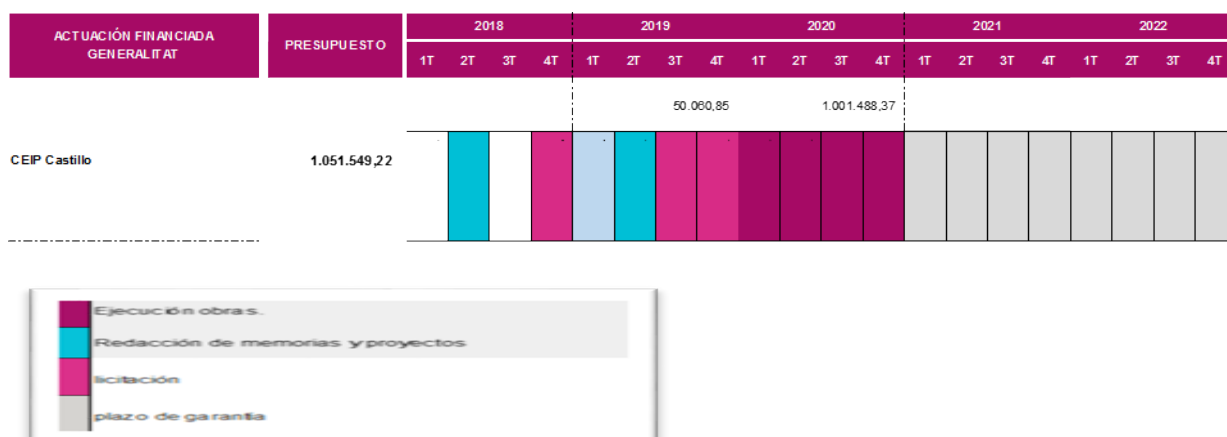 ACTUACIÓN FINANCIADA
GENERALITAT
PRESUPUESTO
2018 2019 2020 2021 2022
1T 2T 3T 4T 1T 2T 3T 4T 1T 2T 3T 4T 1T 2T 3T 4T 1T 2T 3T 4T
50.060,85 1.001.488,37
CEIP Castillo 1.051.549,22
Ejecución obras.
Redacción de memorias y proyectos
licitación
plazo de garantía